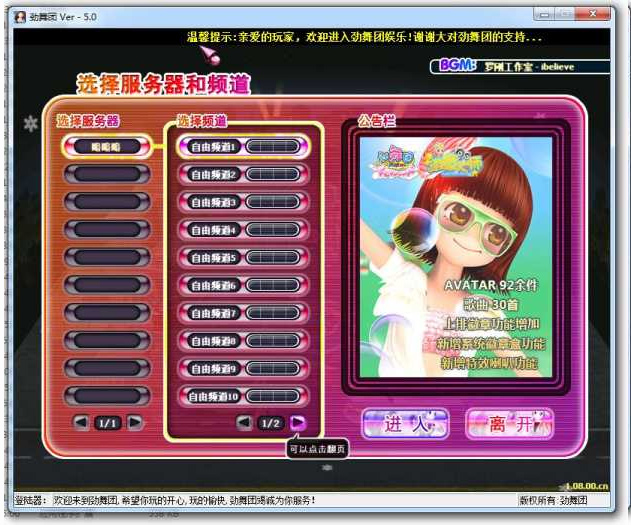 劲舞团 Ver - 5.0
温馨提示:亲爱的玩家，欢迎进入劲舞团娱乐!谢谢大对劲舞团的支持...
BGM: 罗刚工作室 - ibelieve
选择服务器和频道
选择服务器
选择频道
公告栏
自由频道1
自由频道2
自由频道3
自由频道4
自由频道5
自由频道6
自由频道7
自由频道8
自由频道9
自由频道10
AVATAR 92余件
歌曲 30首
上排徽章功能增加
新增系统徽章盒功能
新增特效喇叭功能
1/1
1/2
进 入
离 开
可以点击翻页
1.08.00.cn
登陆器: 欢迎来到劲舞团,希望你玩的开心,玩的愉快,劲舞团竭诚为你服务!
版权所有:劲舞团